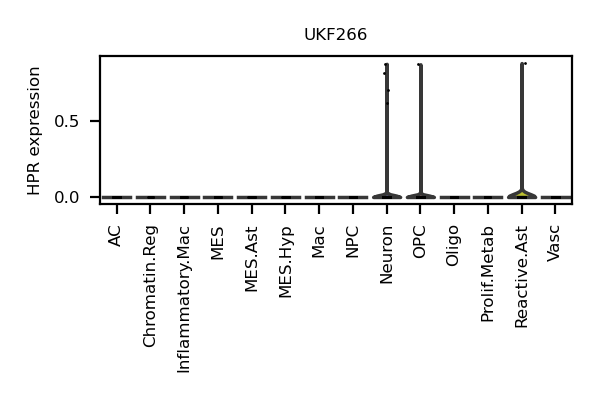 UKF266
HPR expression
0.5
0.0
AC
Chromatin.Reg
Inflammatory.Mac
MES
MES.Ast
MES.Hyp
Mac
NPC
Neuron
OPC
Oligo
Prolif.Metab
Reactive.Ast
Vasc